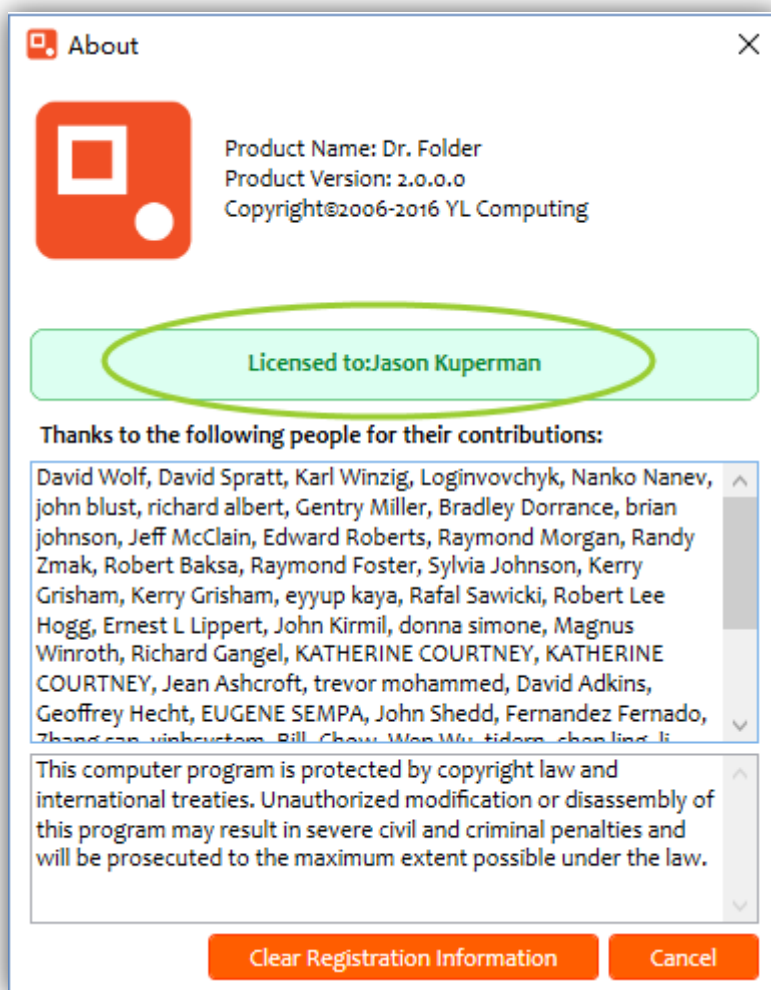 About
Product Name: Dr. Folder
Product Version: 2.0.0.0
Copyright©2006-2016 YL Computing
Licensed to:Jason Kuperman
Thanks to the following people for their contributions:
David Wolf, David Spratt, Karl Winzig, Loginvovchyk, Nanko Nanev,
john blust, richard albert, Gentry Miller, Bradley Dorrance, brian
johnson, Jeff McClain, Edward Roberts, Raymond Morgan, Randy
Zmak, Robert Baksa, Raymond Foster, Sylvia Johnson, Kerry
Grisham, Kerry Grisham, eyyup kaya, Rafal Sawicki, Robert Lee
Hogg, Ernest L Lippert, John Kirmil, donna simone, Magnus
Winroth, Richard Gangel, KATHERINE COURTNEY, KATHERINE
COURTNEY, Jean Ashcroft, trevor mohammed, David Adkins,
Geoffrey Hecht, EUGENE SEMPA, John Shedd, Fernandez Fernado,
This computer program is protected by copyright law and
international treaties. Unauthorized modification or disassembly of
this program may result in severe civil and criminal penalties and
will be prosecuted to the maximum extent possible under the law.
Clear Registration Information
Cancel